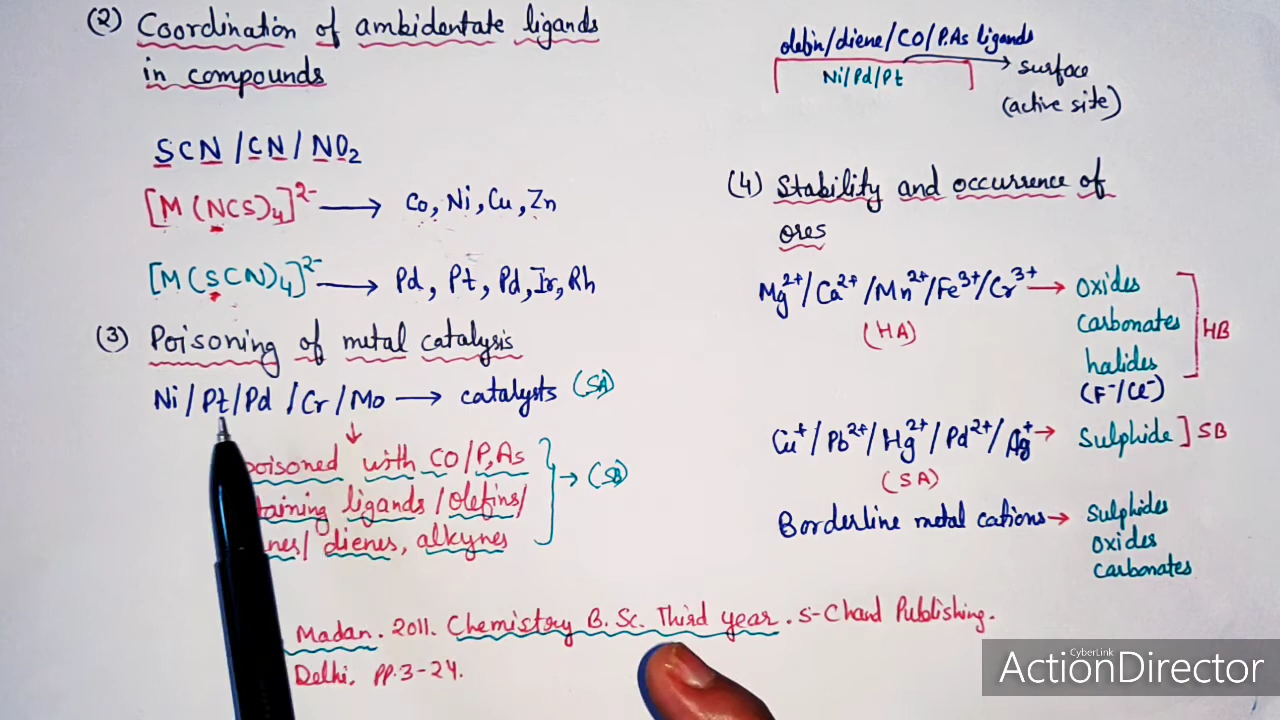 (2) Coordination of ambidentate ligands
in compounds
SCN / CN / NO₂
[M (NCS)₄]²⁻ → Co, Ni, Cu, Zn
[M(SCN)₄]²⁻ → Pd, Pt, Pd, Ir, Rh
(3) Poisoning of metal catalysis
Ni / Pt / Pd / Cr / Mo → catalysts (SA)
↓
poisoned with CO/P, As
ligands / olefins/
dienes, alkynes
} → (SB)
Madan. 2011. Chemistry B. Sc. Third year. S-Chand Publishing.
Delhi. pp. 3-24.
olefin/diene/CO/P.As ligands
Ni/Pd/Pt → surface
(active site)
(4) Stability and occurrence of
ores
Mg²⁺/Ca²⁺/Mn²⁺/Fe³⁺/Cr³⁺ → oxides
(HA)
carbonates
halides
(F⁻/Cl⁻)
] HB
Cu⁺/Pb²⁺/Hg²⁺/Pd²⁺/Ag⁺ → Sulphide ] SB
(SA)
Borderline metal cations → Sulphides
oxides
carbonates
CyberLink
ActionDirector